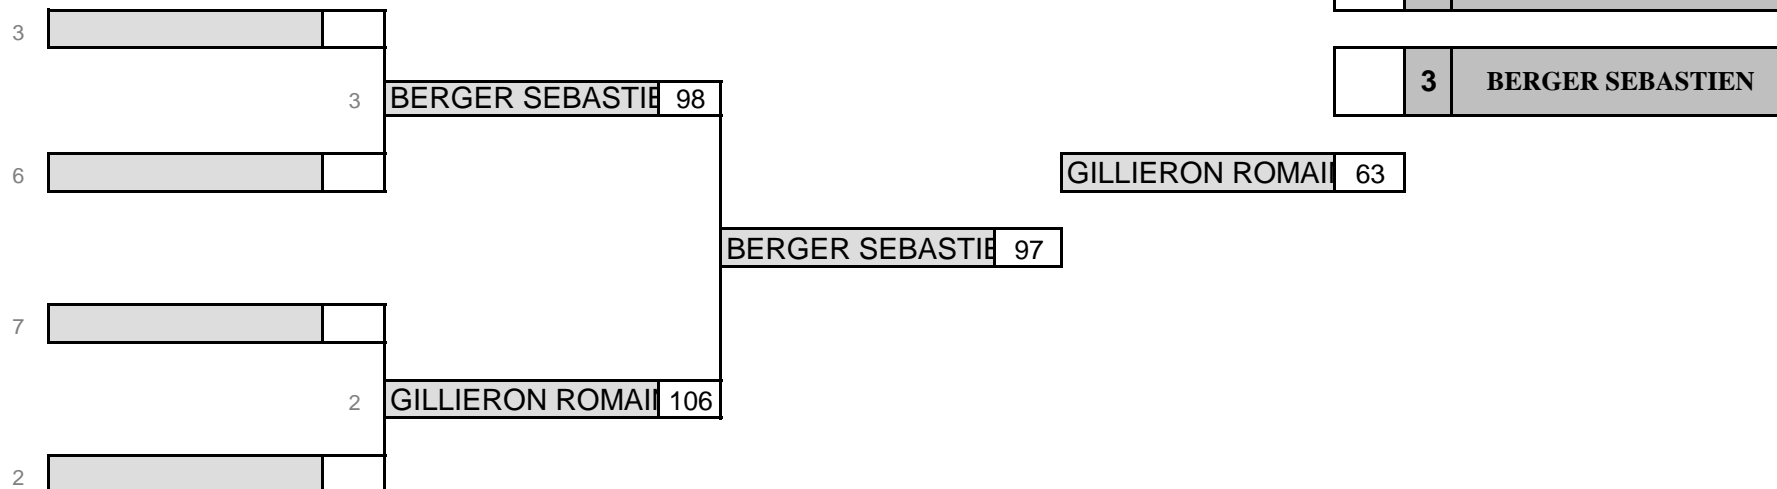 3
3 BERGER SEBASTIE 98
3 BERGER SEBASTIEN
6
GILLIERON ROMAI 63
BERGER SEBASTIE 97
7
2 GILLIERON ROMAI 106
2